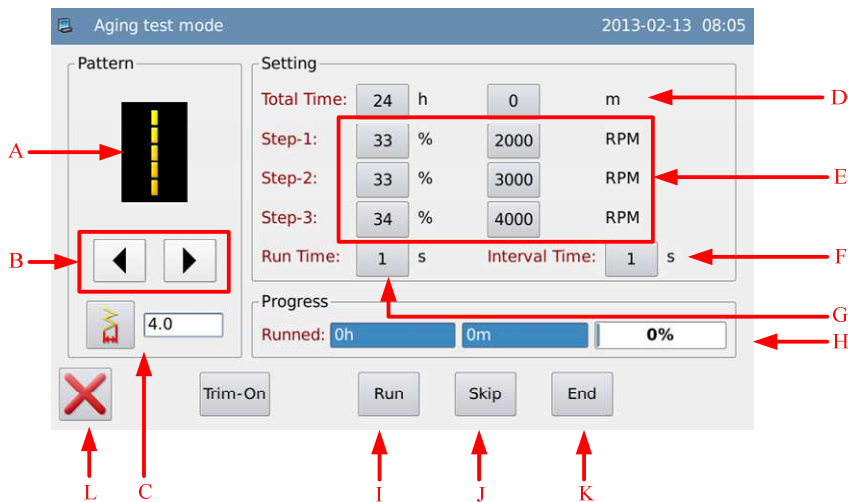 Aging test mode 2013-02-13 08:05
Pattern
Setting
Total Time: 24 h 0 m
D
Step-1: 33 % 2000 RPM
A
Step-2: 33 % 3000 RPM
E
Step-3: 34 % 4000 RPM
B
Run Time: 1 s Interval Time: 1 s
F
Progress
G
4.0
Runned: 0h 0m 0%
H
Trim-On Run Skip End
L C I J K